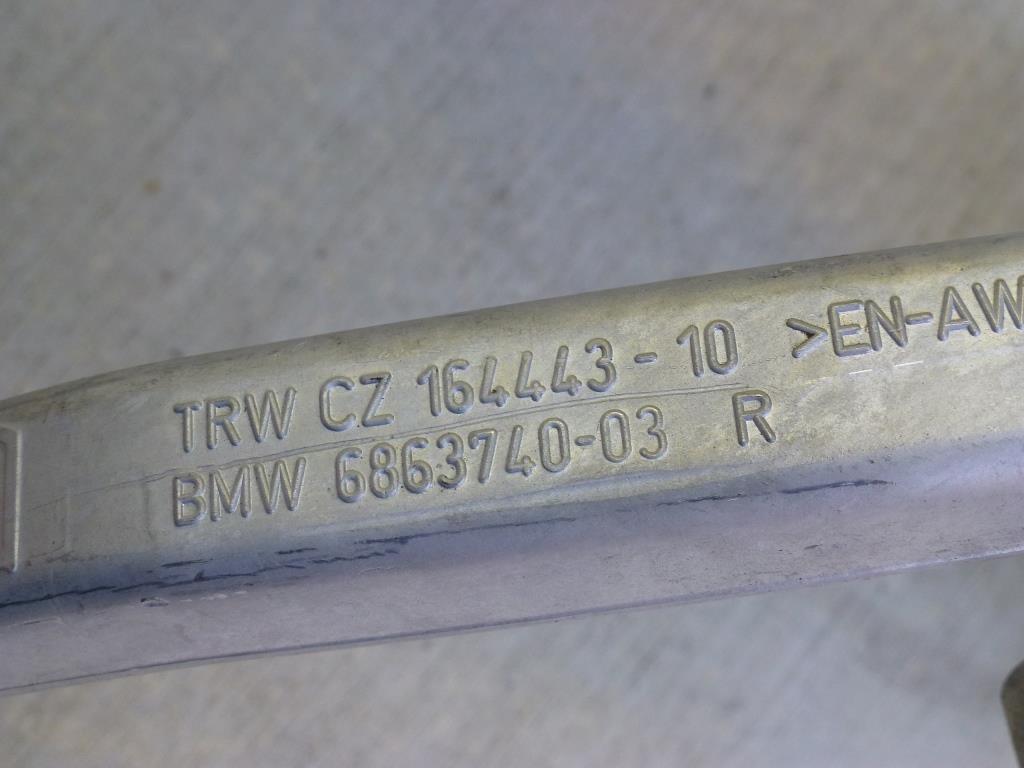 TRW CZ 164443-10 >EN-AW
BMW 6863740-03 R